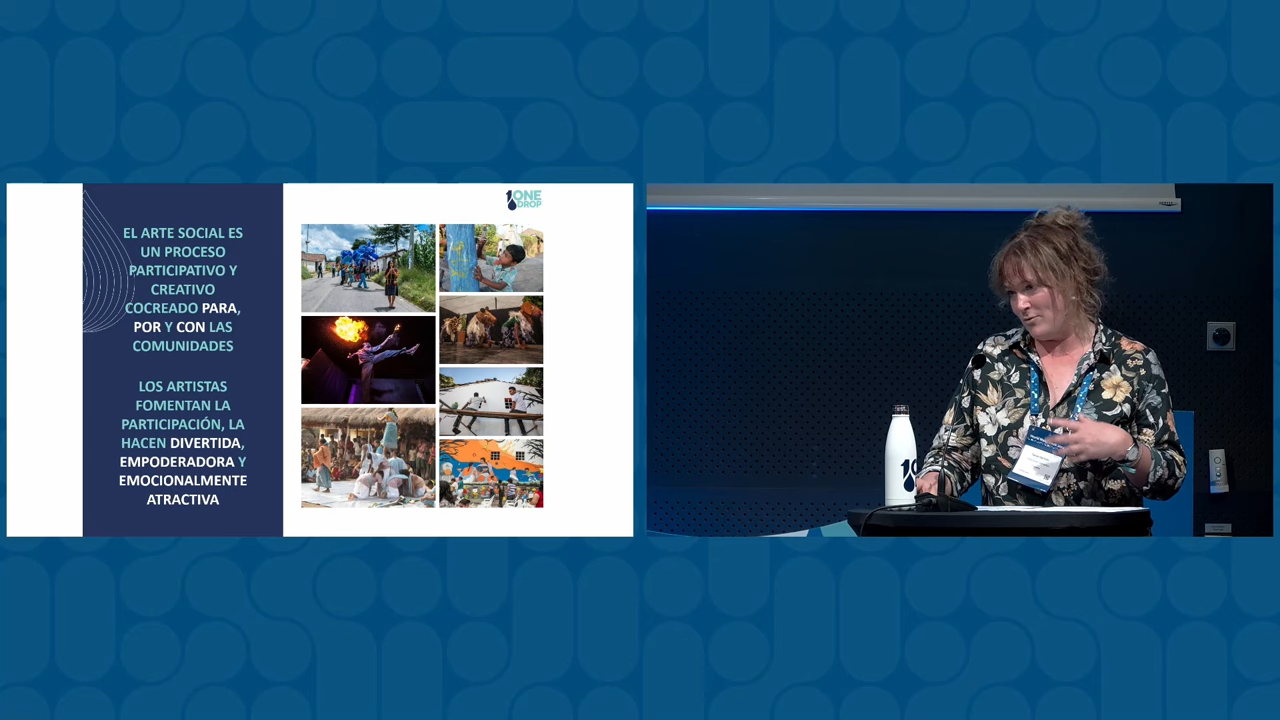 EL ARTE SOCIAL ES
UN PROCESO
PARTICIPATIVO Y
CREATIVO
COCREADO PARA,
POR Y CON LAS
COMUNIDADES
LOS ARTISTAS
FOMENTAN LA
PARTICIPACIÓN, LA
HACEN DIVERTIDA,
EMPODERADORA Y
EMOCIONALMENTE
ATRACTIVA
ONE
DROP